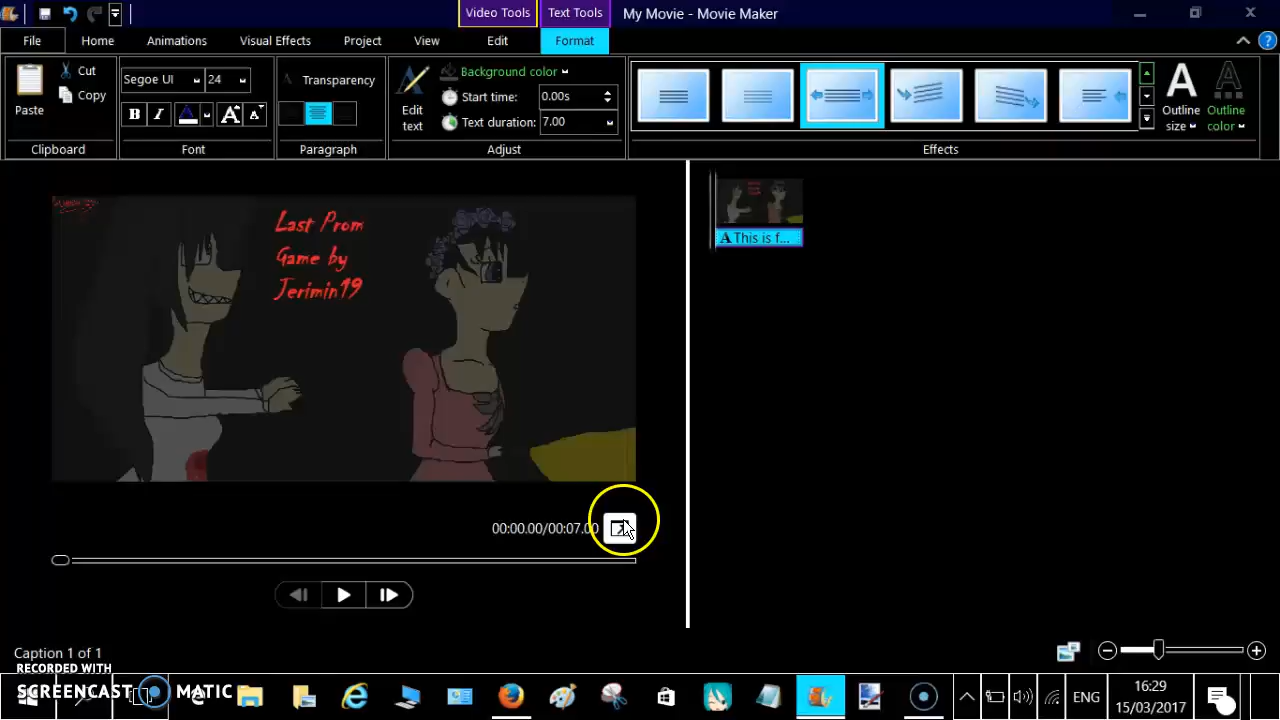 Video Tools
Text Tools
My Movie - Movie Maker
File
Home
Animations
Visual Effects
Project
View
Edit
Format
Paste
Cut
Copy
Clipboard
Segoe UI
24
B I A A A
Font
A Transparency
Paragraph
Edit
text
Background color
Start time: 0.00s
Text duration: 7.00
Adjust
Effects
A
Outline
size
A
Outline
color
Last Prom
Game by
Jerimin19
A This is f...
00:00.00/00:07.00
Caption 1 of 1
RECORDED WITH
SCREENCAST MATIC
ENG
16:29
15/03/2017